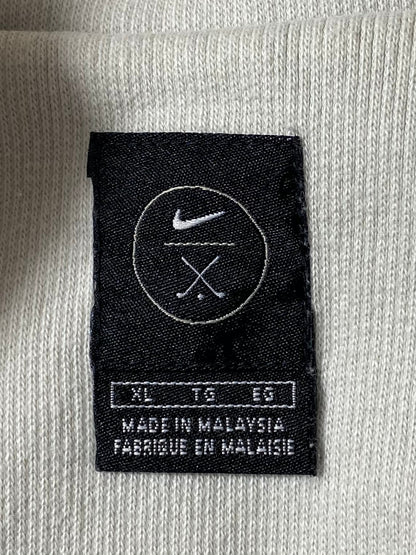 XL TG EG
MADE IN MALAYSIA
FABRIQUE EN MALAISIE